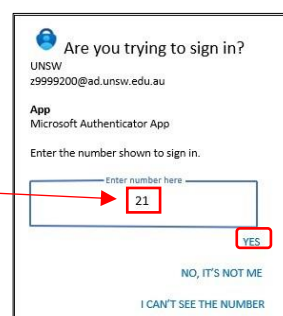 Are you trying to sign in?
UNSW
z9999200@ad.unsw.edu.au
App
Microsoft Authenticator App
Enter the number shown to sign in.
Enter number here
21
YES
NO, IT'S NOT ME
I CAN'T SEE THE NUMBER